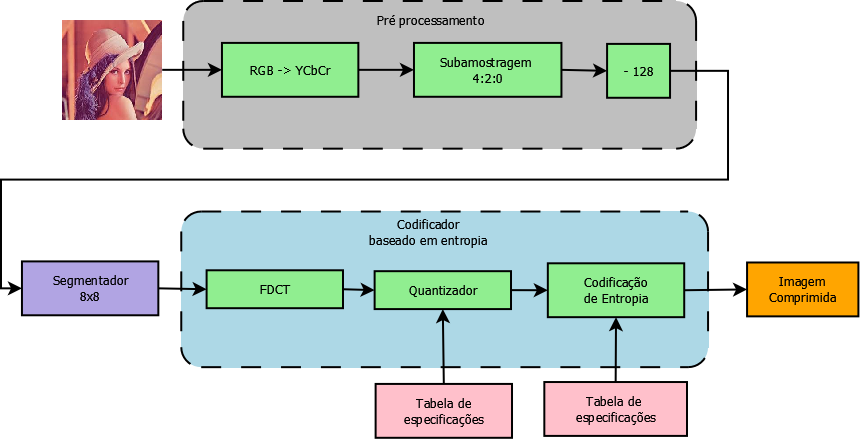 Pré processamento
RGB -> YCbCr
Subamostragem
4:2:0
- 128
Codificador
baseado em entropia
Segmentador
8x8
FDCT
Quantizador
Codificação
de Entropia
Imagem
Comprimida
Tabela de
especificações
Tabela de
especificações